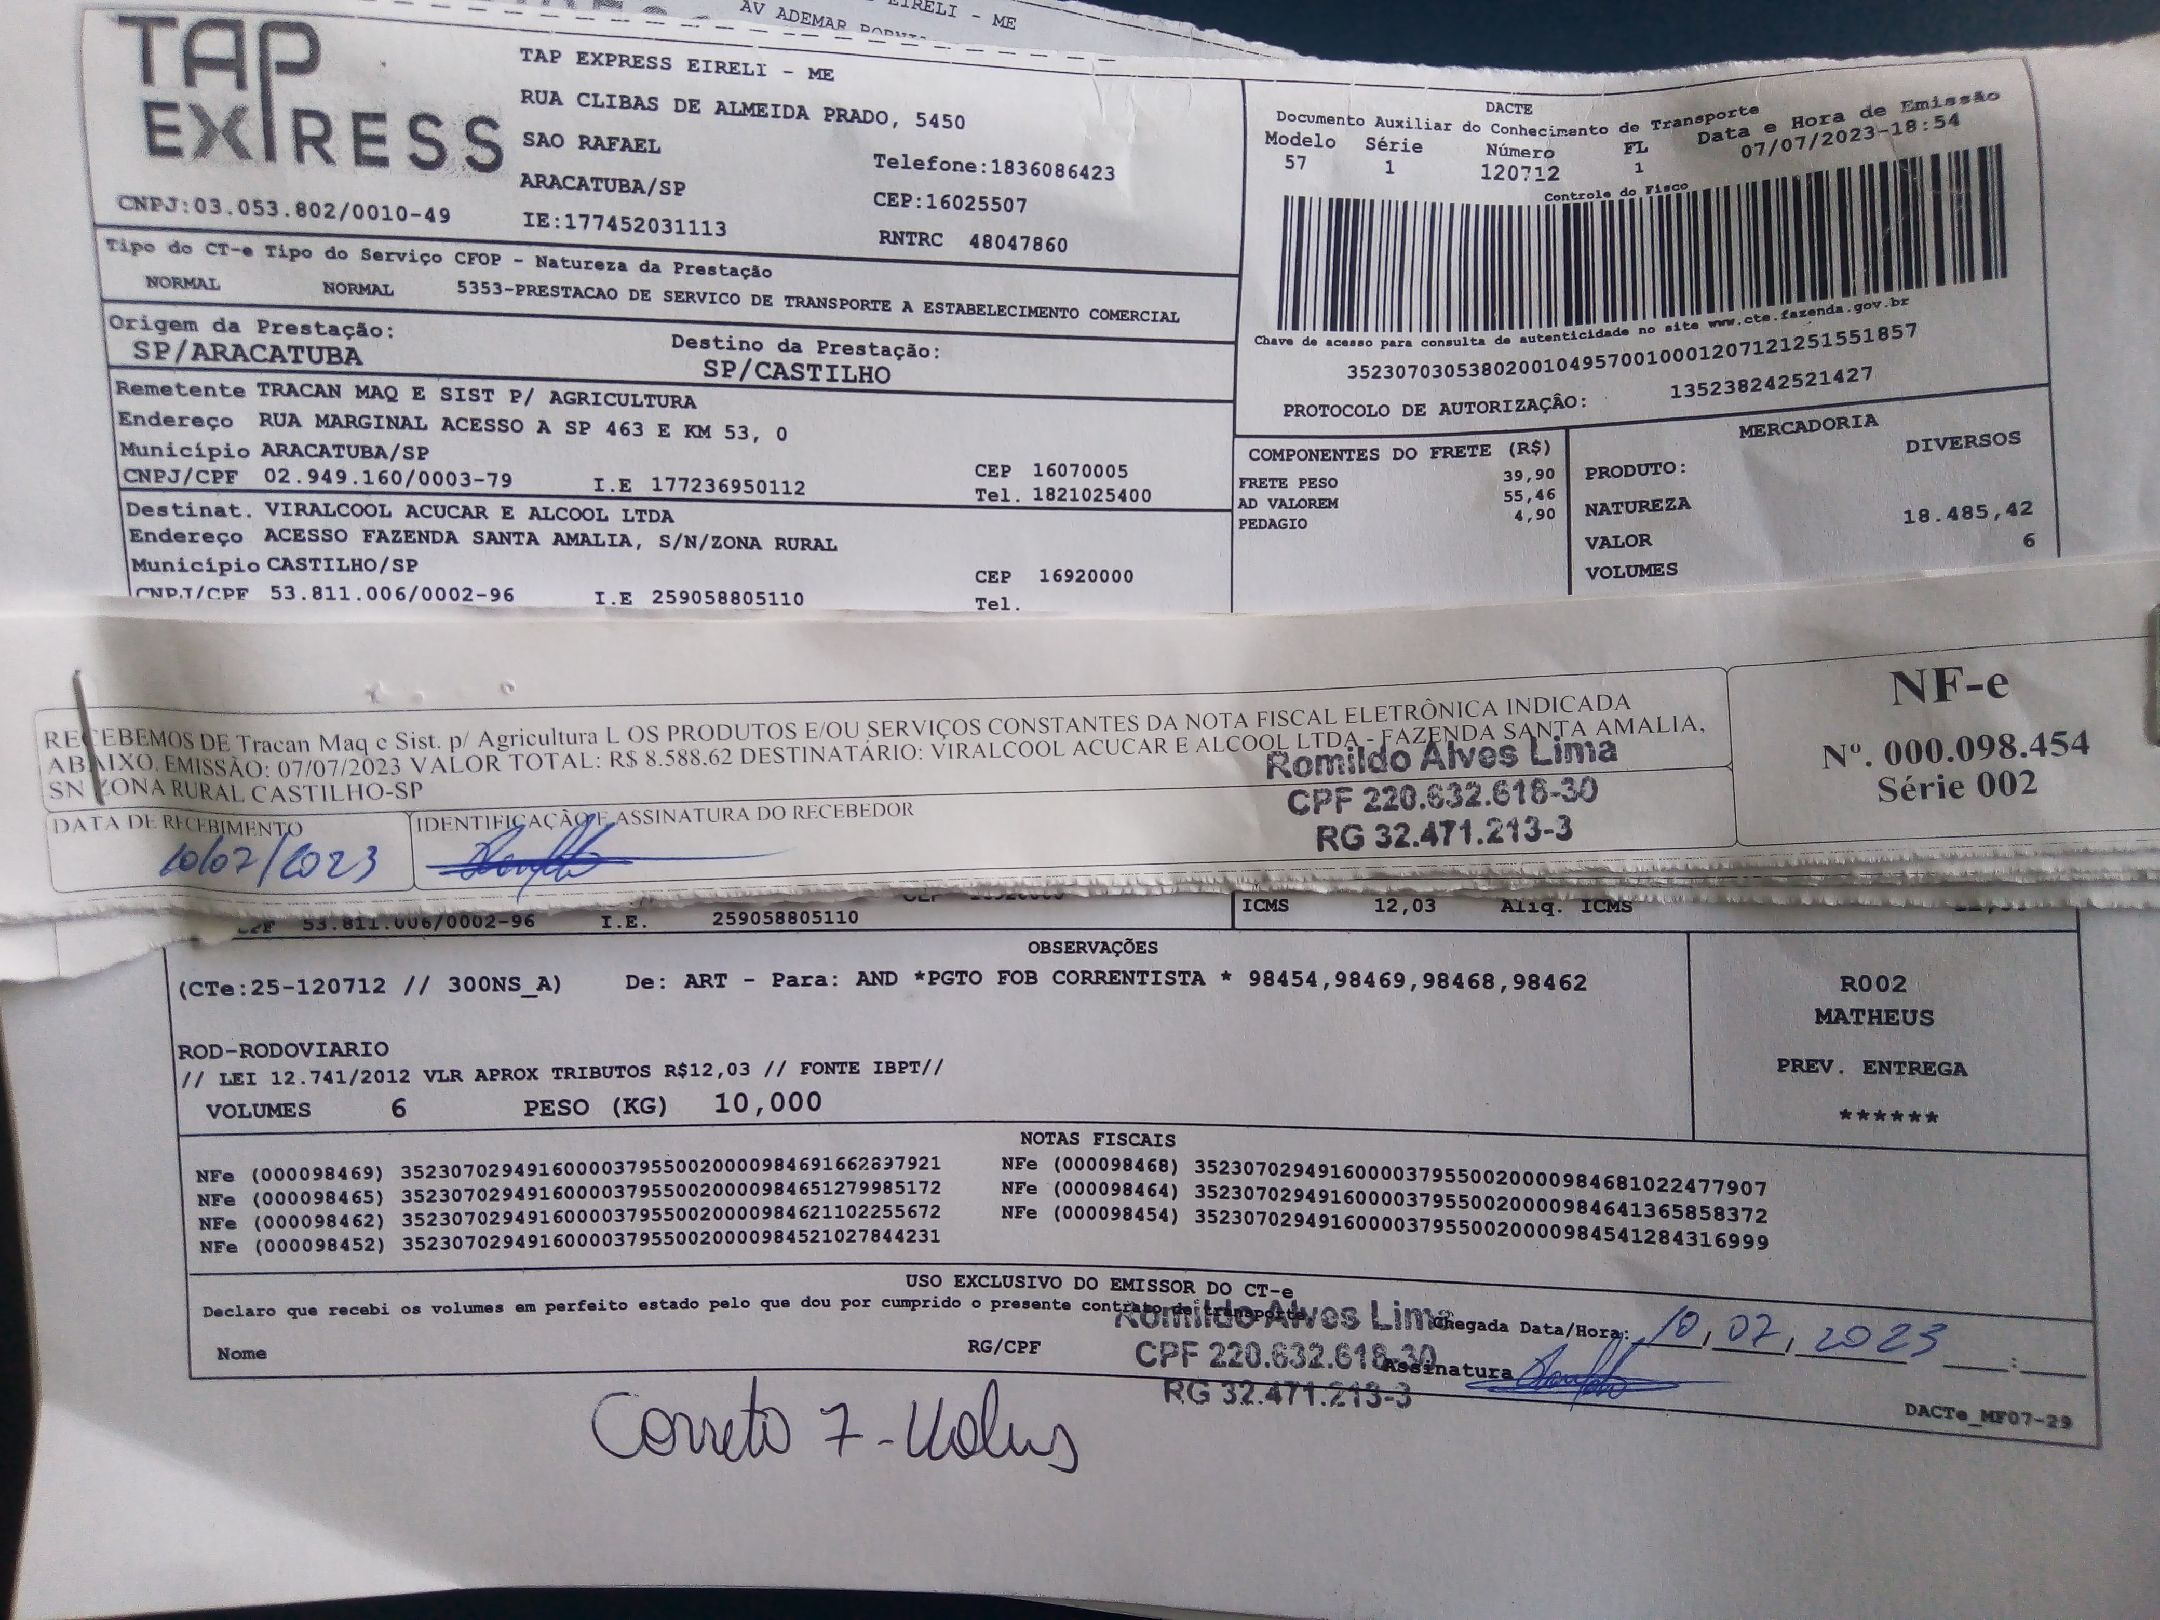 EIRELI - ME
AV ADEMAR
TAP EXPRESS
TAP EXPRESS EIRELI - ME
RUA CLIBAS DE ALMEIDA PRADO, 5450
SAO RAFAEL
Telefone:1836086423
ARACATUBA/SP
CEP:16025507
CNPJ:03.053.802/0010-49
IE:177452031113
RNTRC 48047860
DACTE
Documento Auxiliar do Conhecimento de Transporte
Modelo Série Número FL Data e Hora de Emissão
57 1 120712 1 07/07/2023-18:54
Controle do Fisco
Chave de acesso para consulta de autenticidade no site www.cte.fazenda.gov.br
35230703053802001049570010001207121251551857
PROTOCOLO DE AUTORIZAÇÂO: 135238242521427
Tipo do CT-e Tipo do Serviço CFOP - Natureza da Prestação
NORMAL NORMAL 5353-PRESTACAO DE SERVICO DE TRANSPORTE A ESTABELECIMENTO COMERCIAL
Origem da Prestação: Destino da Prestação:
SP/ARACATUBA SP/CASTILHO
Remetente TRACAN MAQ E SIST P/ AGRICULTURA
Endereço RUA MARGINAL ACESSO A SP 463 E KM 53, 0
Município ARACATUBA/SP CEP 16070005
CNPJ/CPF 02.949.160/0003-79 I.E 177236950112 Tel. 1821025400
Destinat. VIRALCOOL ACUCAR E ALCOOL LTDA
Endereço ACESSO FAZENDA SANTA AMALIA, S/N/ZONA RURAL
Município CASTILHO/SP CEP 16920000
CNPJ/CPF 53.811.006/0002-96 I.E 259058805110 Tel.
COMPONENTES DO FRETE (R$)
FRETE PESO 39,90
AD VALOREM 55,46
PEDAGIO 4,90
MERCADORIA
PRODUTO: DIVERSOS
NATUREZA
VALOR 18.485,42
VOLUMES 6
RECEBEMOS DE Tracan Maq e Sist. p/ Agricultura L OS PRODUTOS E/OU SERVIÇOS CONSTANTES DA NOTA FISCAL ELETRÔNICA INDICADA
ABAIXO. EMISSÃO: 07/07/2023 VALOR TOTAL: R$ 8.588.62 DESTINATÁRIO: VIRALCOOL ACUCAR E ALCOOL LTDA - FAZENDA SANTA AMALIA,
SN ZONA RURAL CASTILHO-SP
Romildo Alves Lima
CPF 220.632.618-30
RG 32.471.213-3
NF-e
Nº. 000.098.454
Série 002
DATA DE RECEBIMENTO
10/07/2023
IDENTIFICAÇÃO E ASSINATURA DO RECEBEDOR
53.811.006/0002-96 I.E. 259058805110
ICMS 12,03 Aliq. ICMS
OBSERVAÇÕES
(CTe:25-120712 // 300NS_A) De: ART - Para: AND *PGTO FOB CORRENTISTA * 98454,98469,98468,98462
ROD-RODOVIARIO
// LEI 12.741/2012 VLR APROX TRIBUTOS R$12,03 // FONTE IBPT//
VOLUMES 6 PESO (KG) 10,000
R002
MATHEUS
PREV. ENTREGA
******
NOTAS FISCAIS
NFe (000098469) 35230702949160000379550020000984691662897921 NFe (000098468) 35230702949160000379550020000984681022477907
NFe (000098465) 35230702949160000379550020000984651279985172 NFe (000098464) 35230702949160000379550020000984641365858372
NFe (000098462) 35230702949160000379550020000984621102255672 NFe (000098454) 35230702949160000379550020000984541284316999
NFe (000098452) 35230702949160000379550020000984521027844231
USO EXCLUSIVO DO EMISSOR DO CT-e
Declaro que recebi os volumes em perfeito estado pelo que dou por cumprido o presente contrato de transporte
Romildo Alves Lima
Chegada Data/Hora: 10,07,2023 :
Nome RG/CPF
CPF 220.632.618-30
Assinatura
RG 32.471.213-3
DACTe_MF07-29
Correto 7-Volus